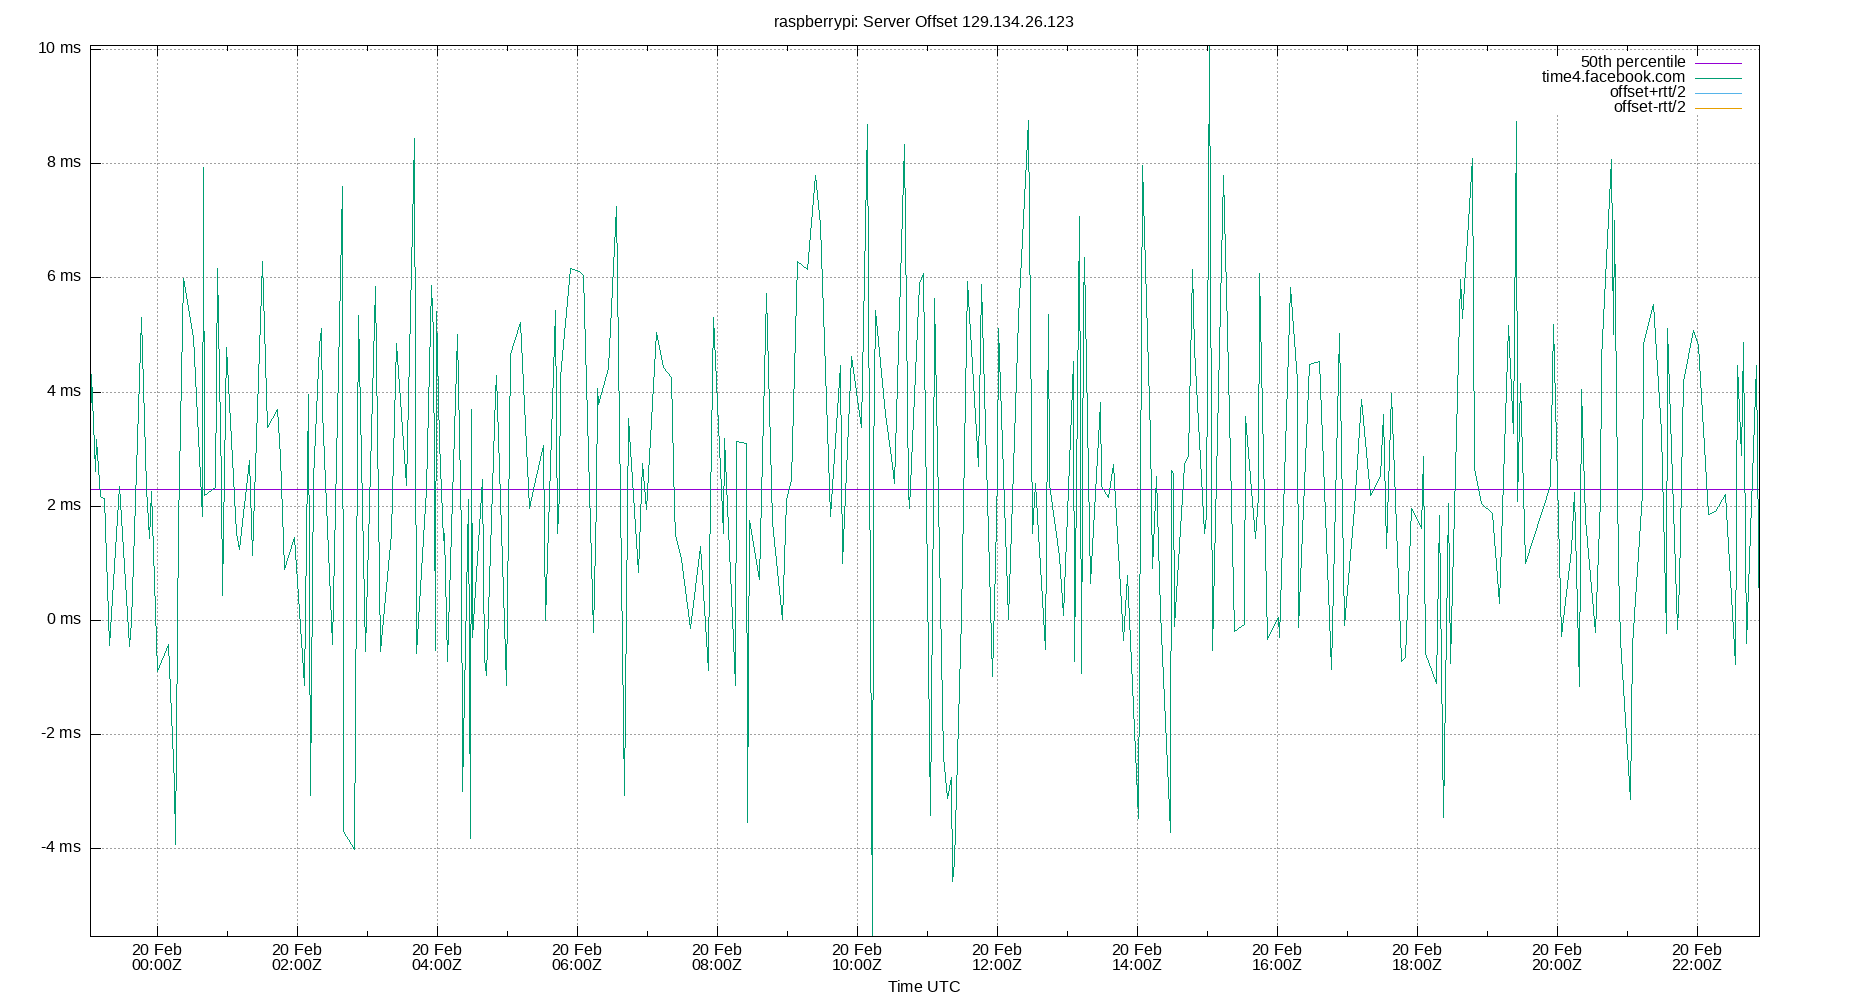 raspberrypi: Server Offset 129.134.26.123
10 ms
8 ms
6 ms
4 ms
2 ms
0 ms
-2 ms
-4 ms
50th percentile
time4.facebook.com
offset+rtt/2
offset-rtt/2
20 Feb 20 Feb 20 Feb 20 Feb 20 Feb 20 Feb 20 Feb 20 Feb 20 Feb 20 Feb 20 Feb 20 Feb
00:00Z 02:00Z 04:00Z 06:00Z 08:00Z 10:00Z 12:00Z 14:00Z 16:00Z 18:00Z 20:00Z 22:00Z
Time UTC